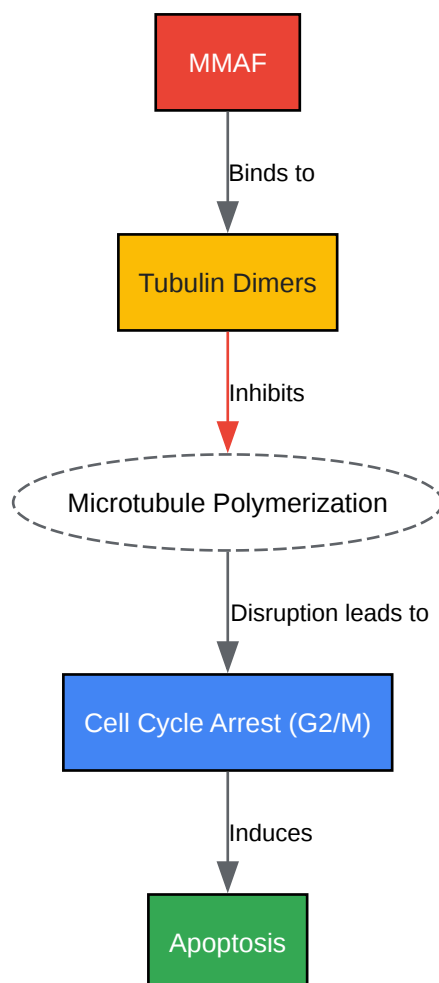 MMAF
Binds to
Tubulin Dimers
Inhibits
Microtubule Polymerization
Disruption leads to
Cell Cycle Arrest (G2/M)
Induces
Apoptosis